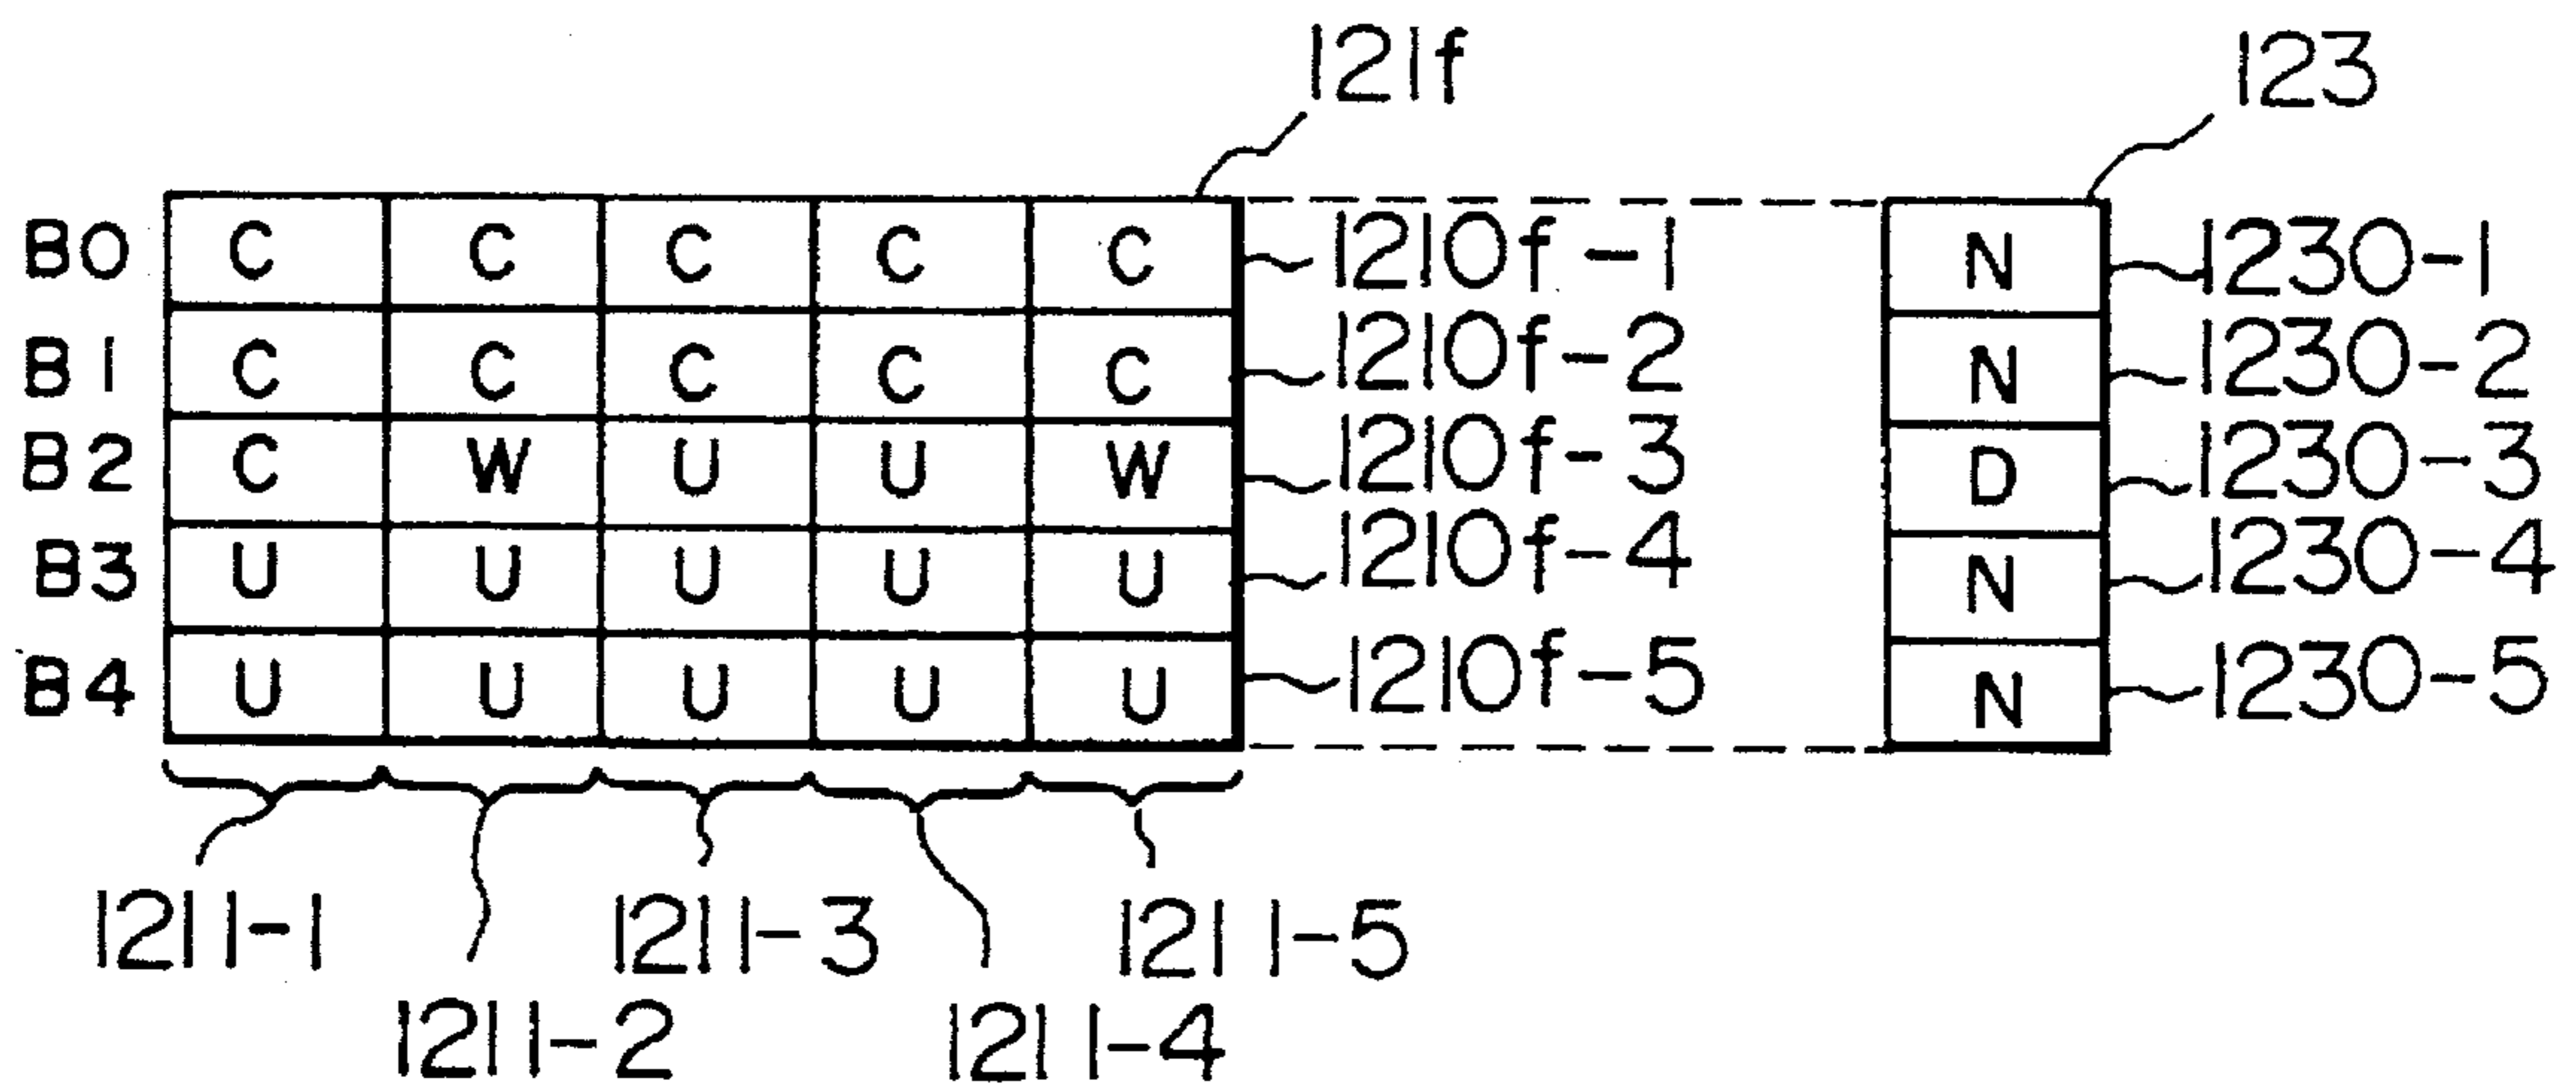 121f 123
B0 C C C C C 1210f-1 N 1230-1
B1 C C C C C 1210f-2 N 1230-2
B2 C W U U W 1210f-3 D 1230-3
B3 U U U U U 1210f-4 N 1230-4
B4 U U U U U 1210f-5 N 1230-5
1211-1 1211-3 1211-5
1211-2 1211-4